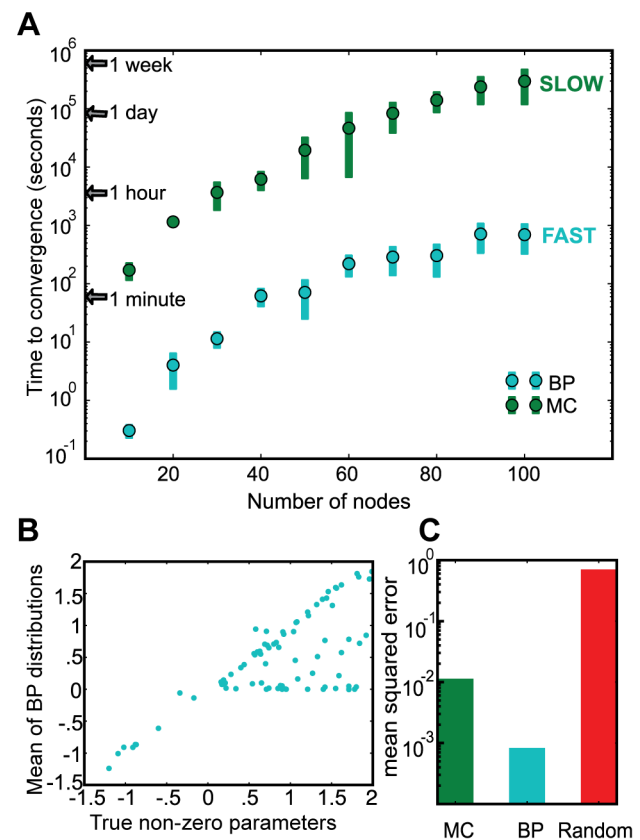 A
Time to convergence (seconds)
10^6
10^5
10^4
10^3
10^2
10^1
10^0
10^-1
1 week
1 day
1 hour
1 minute
SLOW
FAST
BP
MC
20 40 60 80 100
Number of nodes
B
Mean of BP distributions
2
1.5
1
.5
0
-.5
-1
-1.5
-1.5 -1 -.5 0 .5 1 1.5 2
True non-zero parameters
C
mean squared error
10^0
10^-1
10^-2
10^-3
MC BP Random